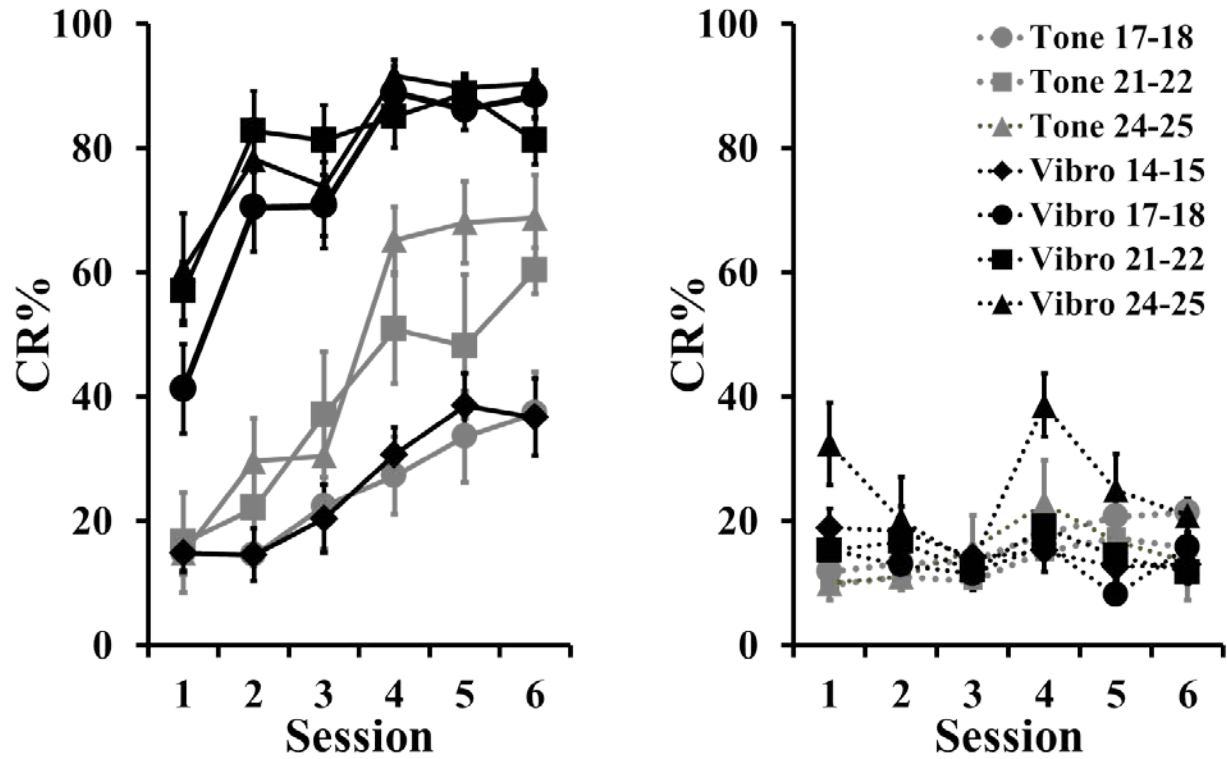 100
80
60
40
20
0
CR%
1 2 3 4 5 6
Session
100
80
60
40
20
0
CR%
1 2 3 4 5 6
Session
Tone 17-18
Tone 21-22
Tone 24-25
Vibro 14-15
Vibro 17-18
Vibro 21-22
Vibro 24-25